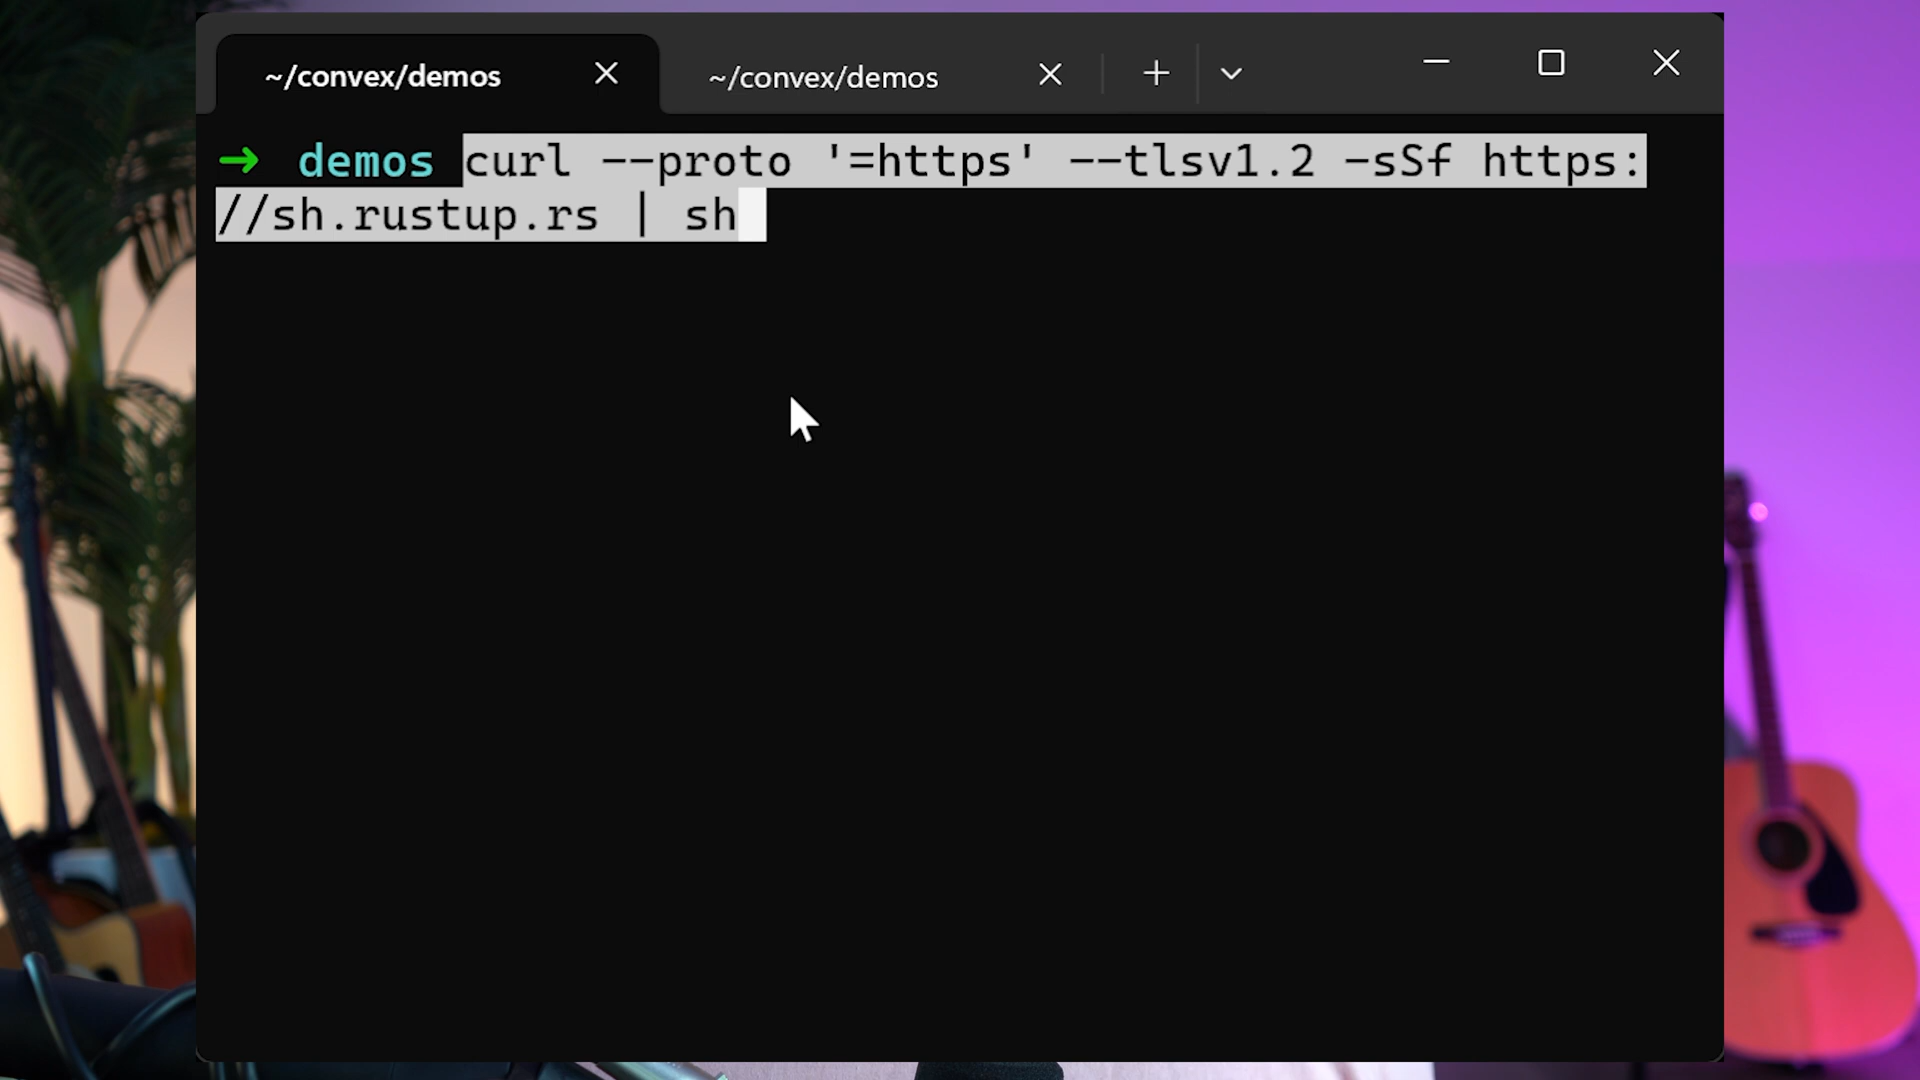 ~/convex/demos ~/convex/demos
→ demos curl --proto '=https' --tlsv1.2 -sSf https:
//sh.rustup.rs | sh